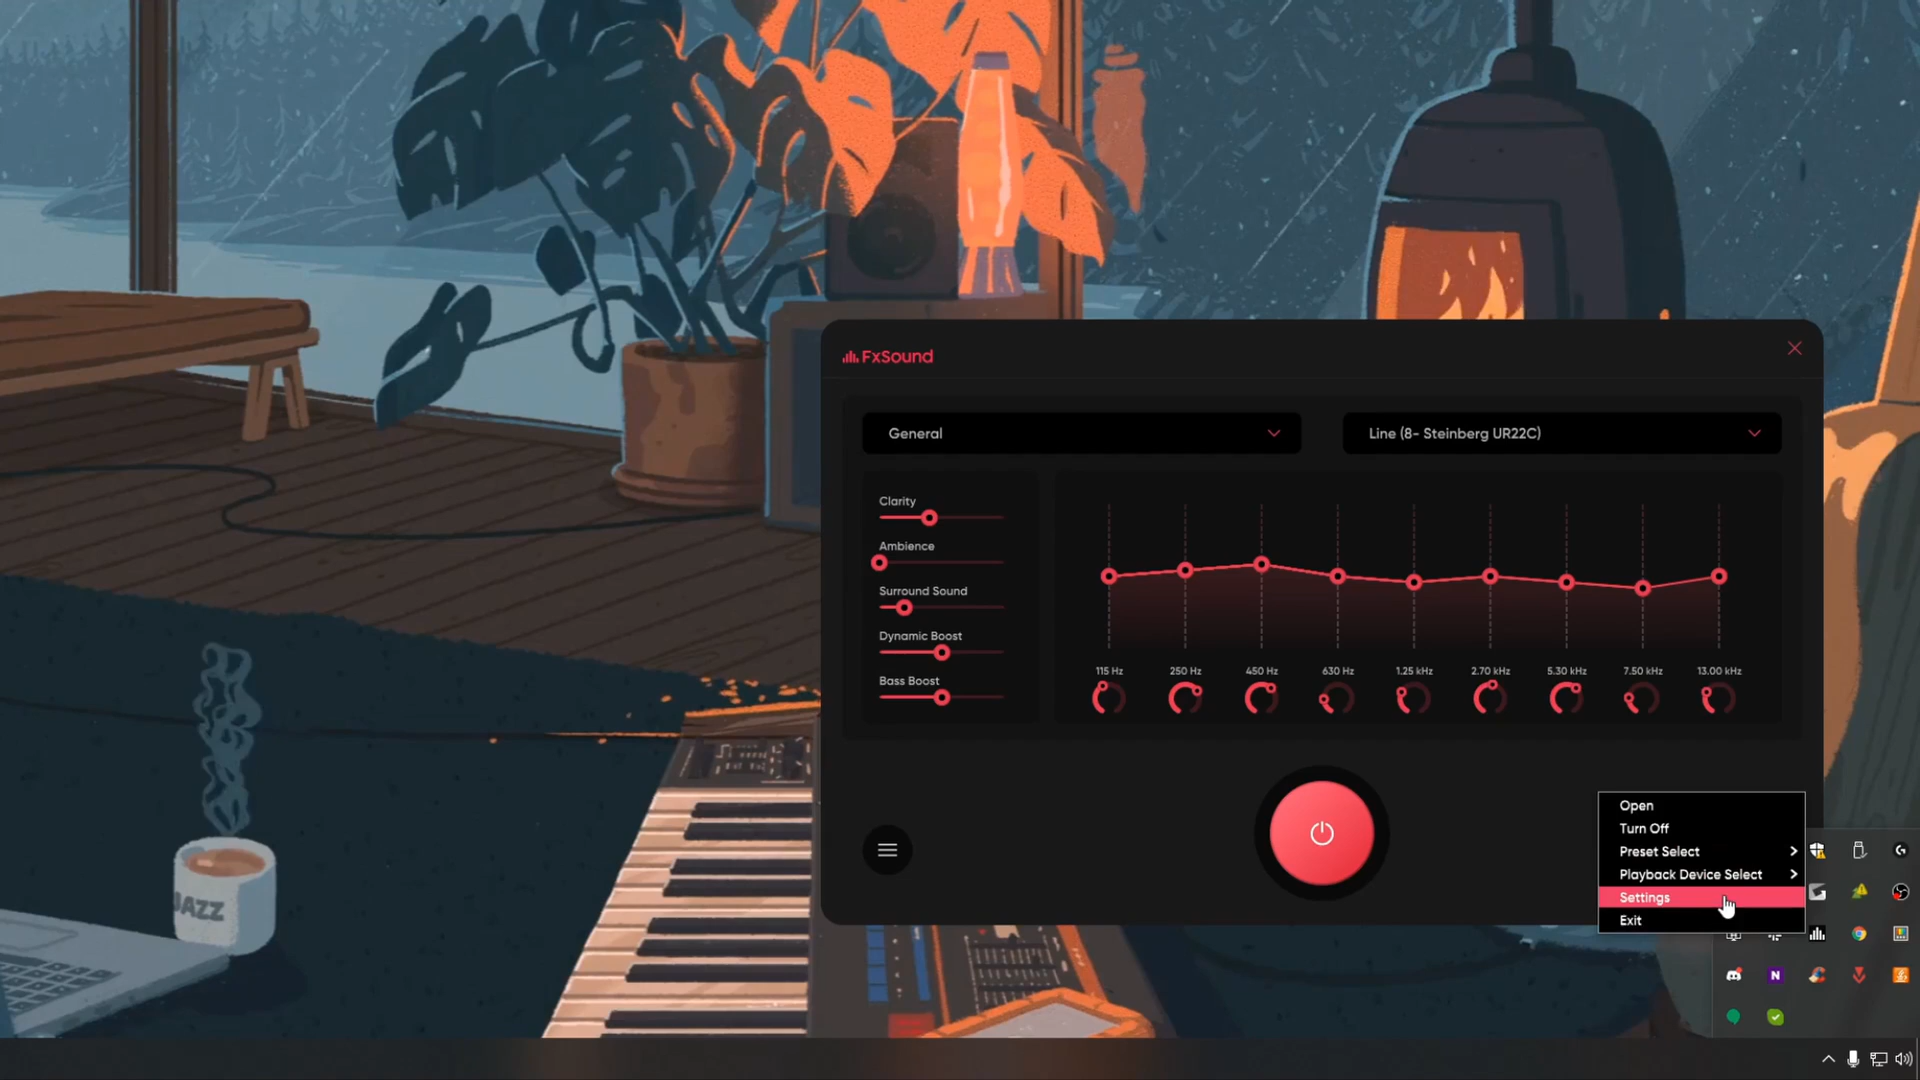 FxSound
General
Line (8- Steinberg UR22C)
Clarity
Ambience
Surround Sound
Dynamic Boost
Bass Boost
115 Hz 250 Hz 450 Hz 630 Hz 1.25 kHz 2.70 kHz 5.30 kHz 7.50 kHz 13.00 kHz
Open
Turn Off
Preset Select
Playback Device Select
Settings
Exit
JAZZ
N